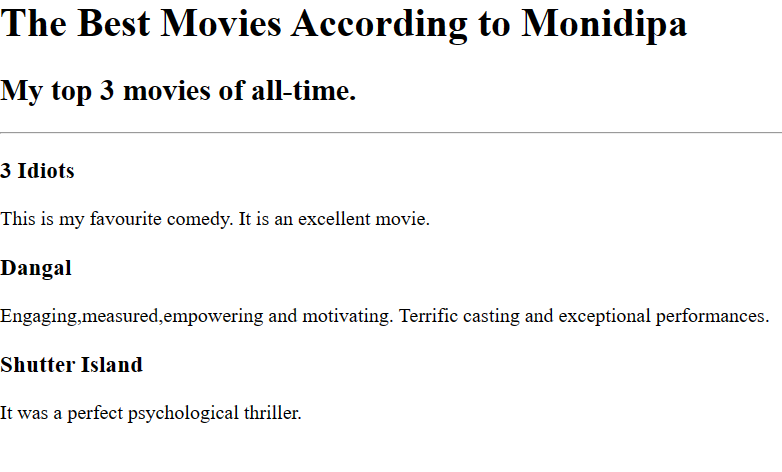 The Best Movies According to Monidipa
My top 3 movies of all-time.
3 Idiots
This is my favourite comedy. It is an excellent movie.
Dangal
Engaging,measured,empowering and motivating. Terrific casting and exceptional performances.
Shutter Island
It was a perfect psychological thriller.